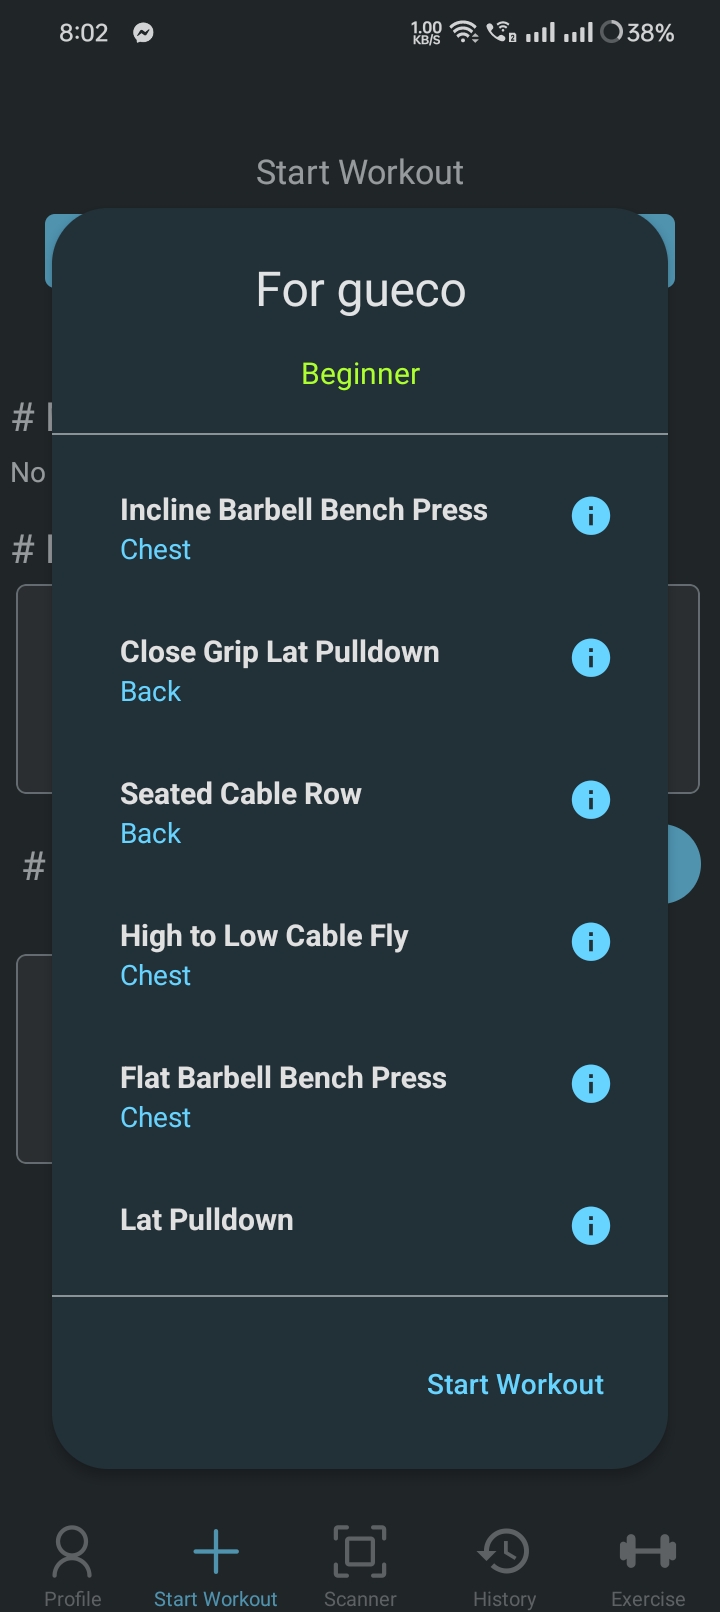 8:02
1.00
KB/S
2
38%
Start Workout
For gueco
Beginner
#
No
#
Incline Barbell Bench Press
Chest
Close Grip Lat Pulldown
Back
Seated Cable Row
Back
#
High to Low Cable Fly
Chest
Flat Barbell Bench Press
Chest
Lat Pulldown
Start Workout
Profile
Start Workout
Scanner
History
Exercise